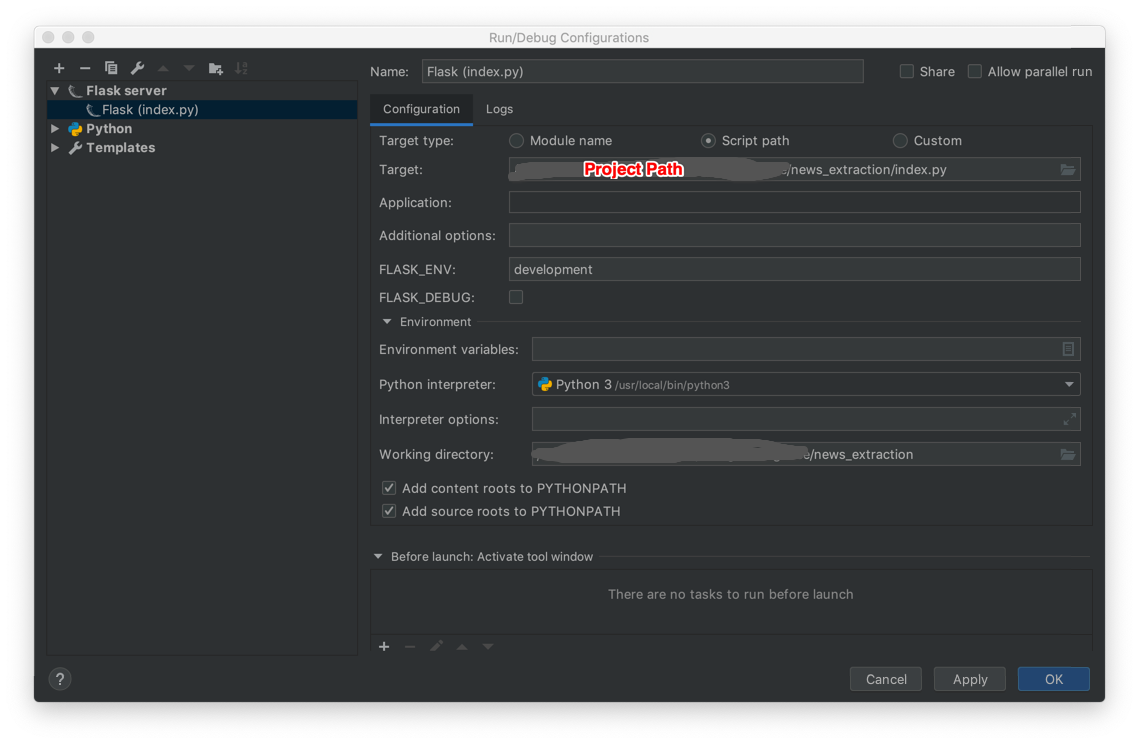 Run/Debug Configurations
Name: Flask (index.py) Share Allow parallel run
Flask server
Flask (index.py)
Python
Templates
Configuration Logs
Target type: Module name Script path Custom
Target: Project Path /news_extraction/index.py
Application:
Additional options:
FLASK_ENV: development
FLASK_DEBUG:
Environment
Environment variables:
Python interpreter: Python 3 /usr/local/bin/python3
Interpreter options:
Working directory: /news_extraction
Add content roots to PYTHONPATH
Add source roots to PYTHONPATH
Before launch: Activate tool window
There are no tasks to run before launch
? Cancel Apply OK